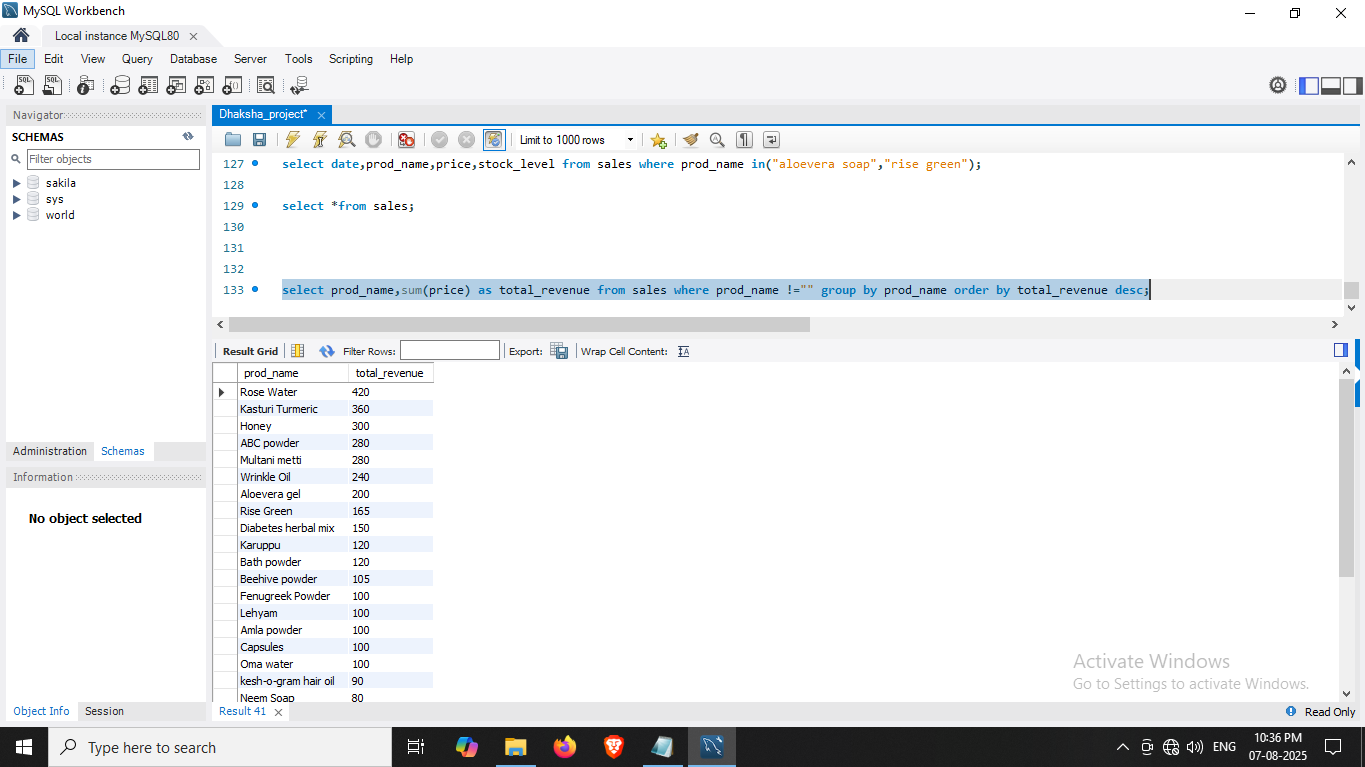 MySQL Workbench
Local instance MySQL80
File Edit View Query Database Server Tools Scripting Help
Navigator
Dhaksha_project*
SCHEMAS
Limit to 1000 rows
Filter objects
sakila
sys
world
127 select date,prod_name,price,stock_level from sales where prod_name in("aloevera soap","rise green");
128
129 select *from sales;
130
131
132
133 select prod_name,sum(price) as total_revenue from sales where prod_name !="" group by prod_name order by total_revenue desc;
Result Grid Filter Rows: Export: Wrap Cell Content:
prod_name total_revenue
Rose Water 420
Kasturi Turmeric 360
Honey 300
ABC powder 280
Multani metti 280
Wrinkle Oil 240
Aloevera gel 200
Rise Green 165
Diabetes herbal mix 150
Karuppu 120
Bath powder 120
Beehive powder 105
Fenugreek Powder 100
Lehyam 100
Amla powder 100
Capsules 100
Oma water 100
kesh-o-gram hair oil 90
Neem Soap 80
Administration Schemas
Information
No object selected
Activate Windows
Go to Settings to activate Windows.
Object Info Session
Result 41
Read Only
Type here to search
ENG
10:36 PM
07-08-2025